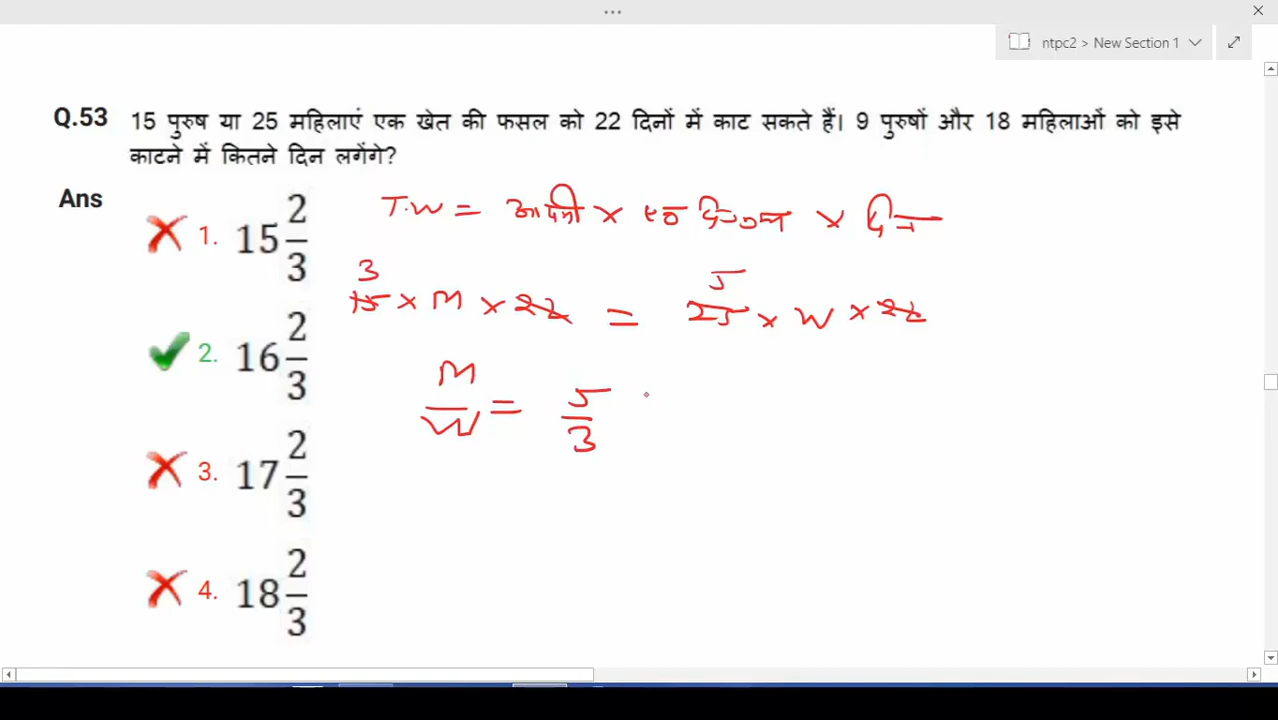 ntpc2 > New Section 1
Q.53 15 पुरुष या 25 महिलाएं एक खेत की फसल को 22 दिनों में काट सकते हैं। 9 पुरुषों और 18 महिलाओं को इसे
काटने में कितने दिन लगेंगे?
Ans
1. 15 2/3
2. 16 2/3
3. 17 2/3
4. 18 2/3
T.W = आदमी × × दिन
3 5
15 × M × 22 = 25 × W × 22
M/W = 5/3